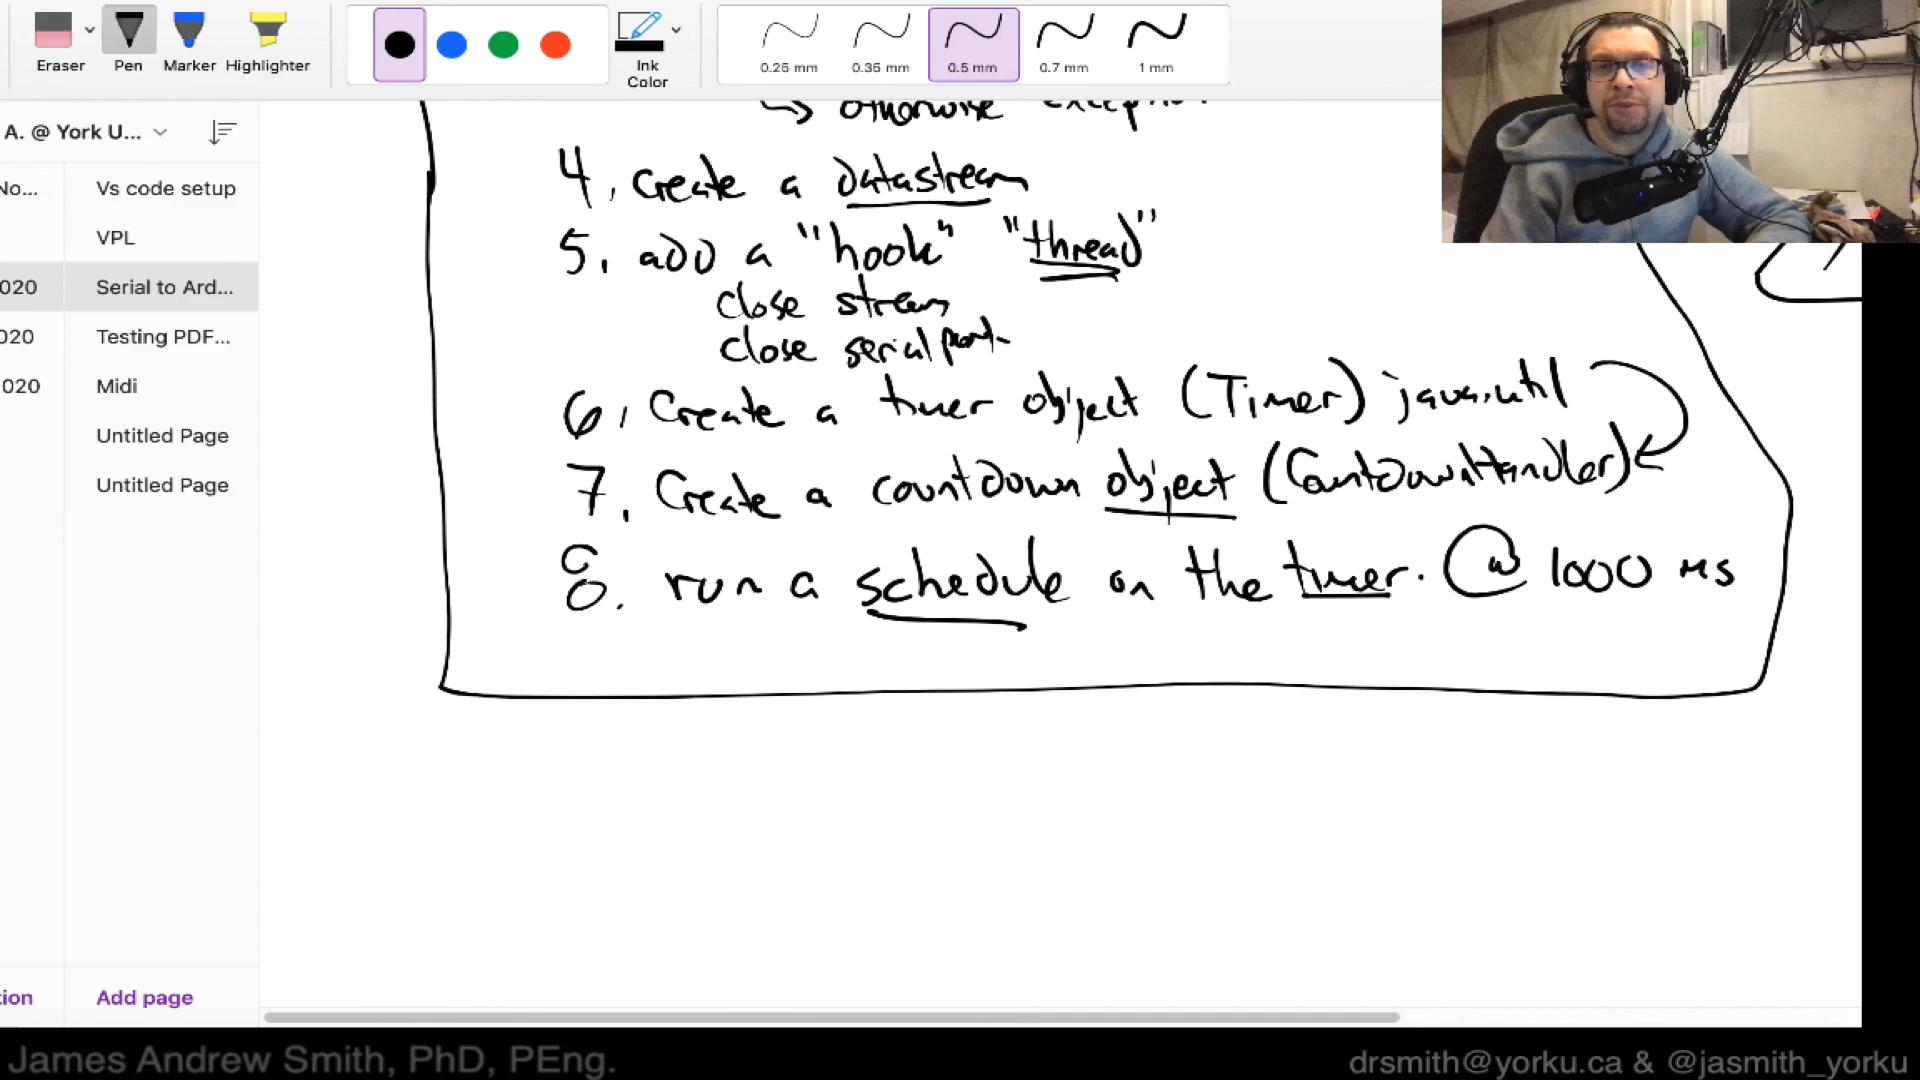 Eraser
Pen
Marker
Highlighter
Ink
Color
0.25 mm
0.35 mm
0.5 mm
0.7 mm
1 mm
A. @ York U...
No...
Vs code setup
VPL
020
Serial to Ard...
020
Testing PDF...
020
Midi
Untitled Page
Untitled Page
tion
Add page
↳ otherwise exception.
4. Create a datastream
5. add a "hook" "thread"
close stream
close serial port
6. Create a timer object (Timer) java.util
7. Create a countdown object (CountDownHandler)
8. run a schedule on the timer. @ 1000 ms
James Andrew Smith, PhD, PEng.
drsmith@yorku.ca & @jasmith_yorku